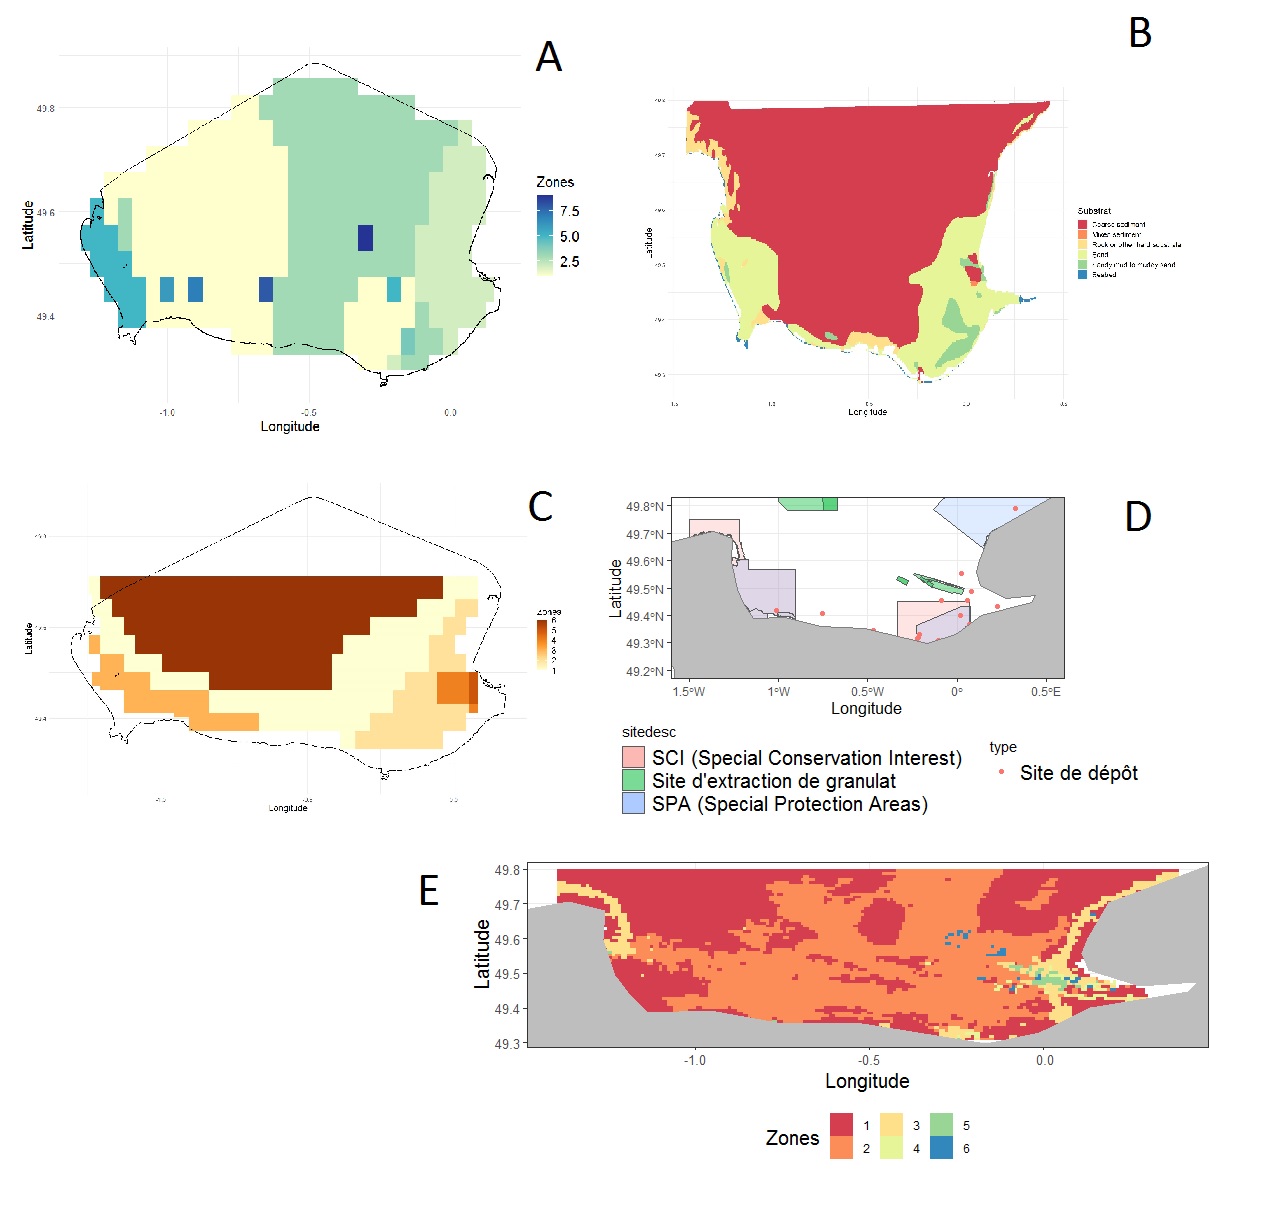 A
49.8
49.6
49.4
Latitude
-1.0
-0.5
0.0
Longitude
Zones
7.5
5.0
2.5
B
Latitude
Longitude
Substrat
Coarse sediment
Mixed sediment
Rock or other hard substrata
Sand
Sandy mud to muddy sand
Seabed
C
Latitude
Longitude
Zones
6
5
4
3
2
1
D
49.8°N
49.7°N
49.6°N
49.5°N
49.4°N
49.3°N
49.2°N
Latitude
1.5°W
1°W
0.5°W
0°
0.5°E
Longitude
sitedesc
SCI (Special Conservation Interest)
Site d'extraction de granulat
SPA (Special Protection Areas)
type
Site de dépôt
E
49.8
49.7
49.6
49.5
49.4
49.3
Latitude
-1.0
-0.5
0.0
Longitude
Zones
1 3 5
2 4 6